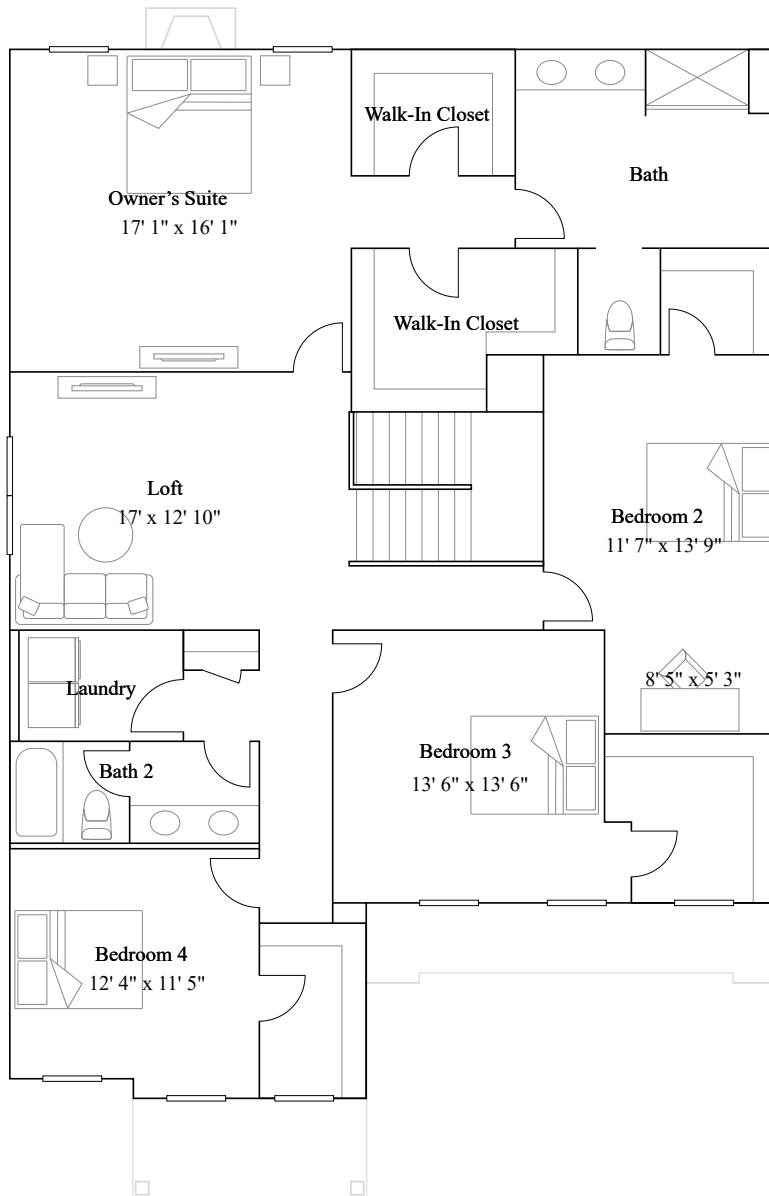 Walk-In Closet
Bath
Owner's Suite
17' 1" x 16' 1"
Walk-In Closet
Loft
17' x 12' 10"
Bedroom 2
11' 7" x 13' 9"
Laundry
8' 5" x 5' 3"
Bedroom 3
13' 6" x 13' 6"
Bath 2
Bedroom 4
12' 4" x 11' 5"